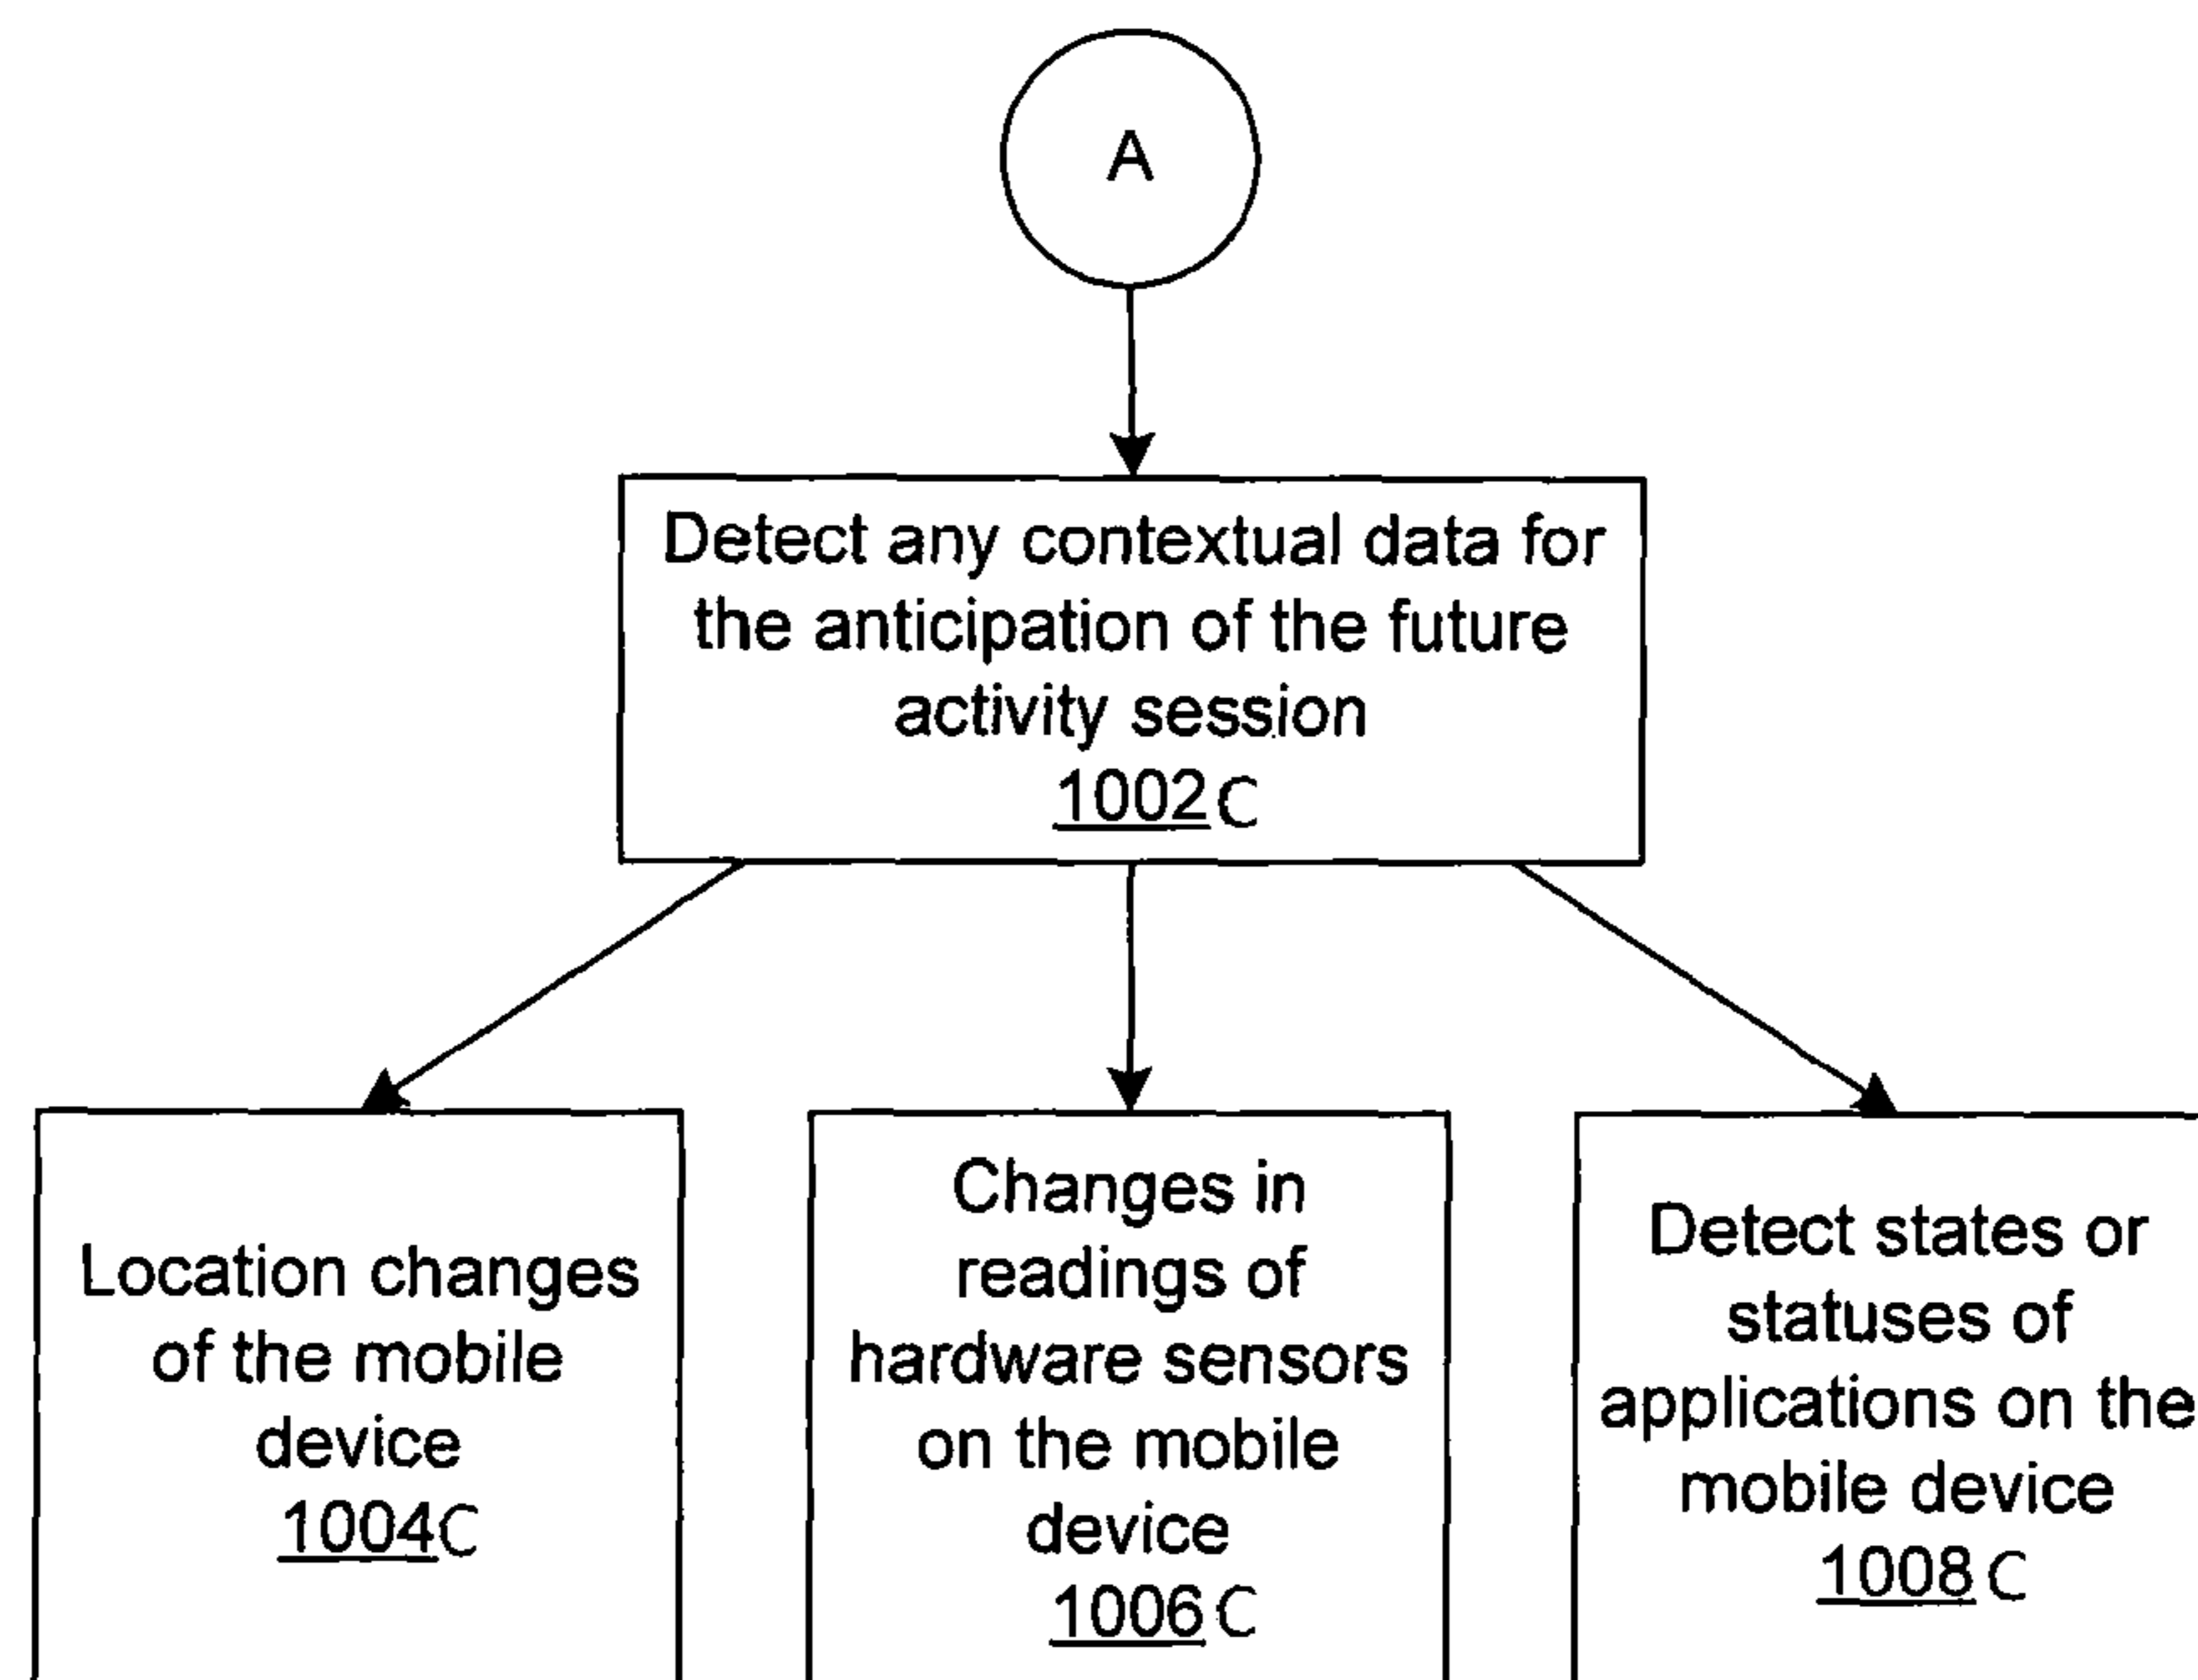 A
Detect any contextual data for
the anticipation of the future
activity session
1002C
Location changes
of the mobile
device
1004C
Changes in
readings of
hardware sensors
on the mobile
device
1006C
Detect states or
statuses of
applications on the
mobile device
1008C